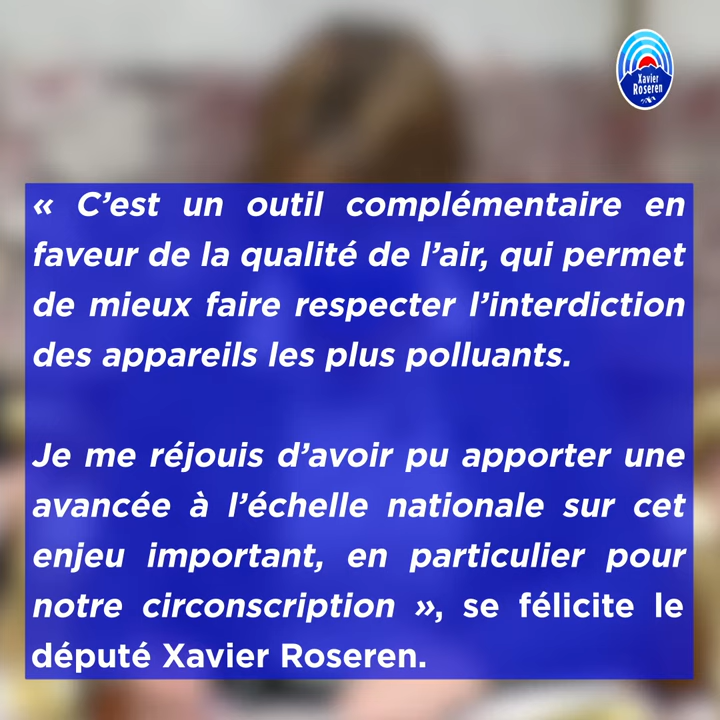 Xavier
Roseren
« C’est un outil complémentaire en
faveur de la qualité de l’air, qui permet
de mieux faire respecter l’interdiction
des appareils les plus polluants.
Je me réjouis d’avoir pu apporter une
avancée à l’échelle nationale sur cet
enjeu important, en particulier pour
notre circonscription », se félicite le
député Xavier Roseren.